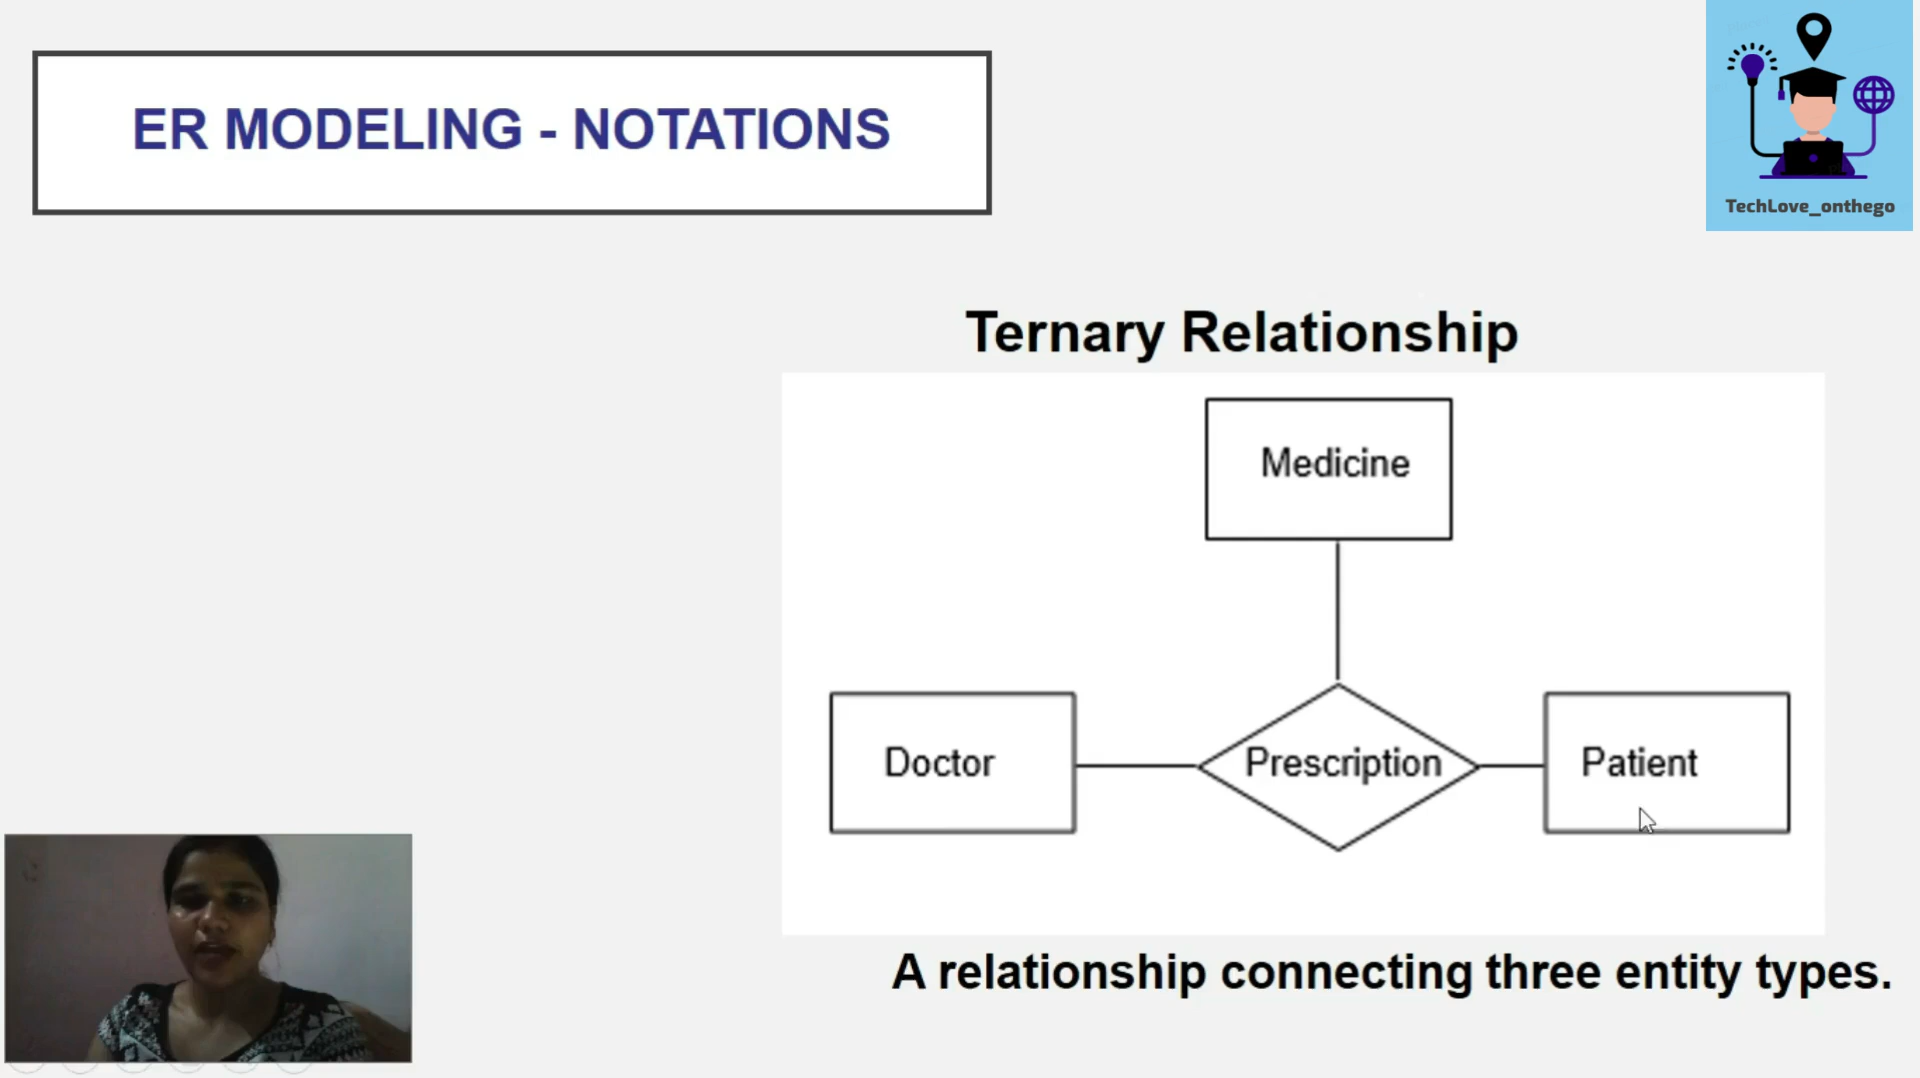 ER MODELING - NOTATIONS
TechLove_onthego
Ternary Relationship
Medicine
Doctor
Prescription
Patient
A relationship connecting three entity types.